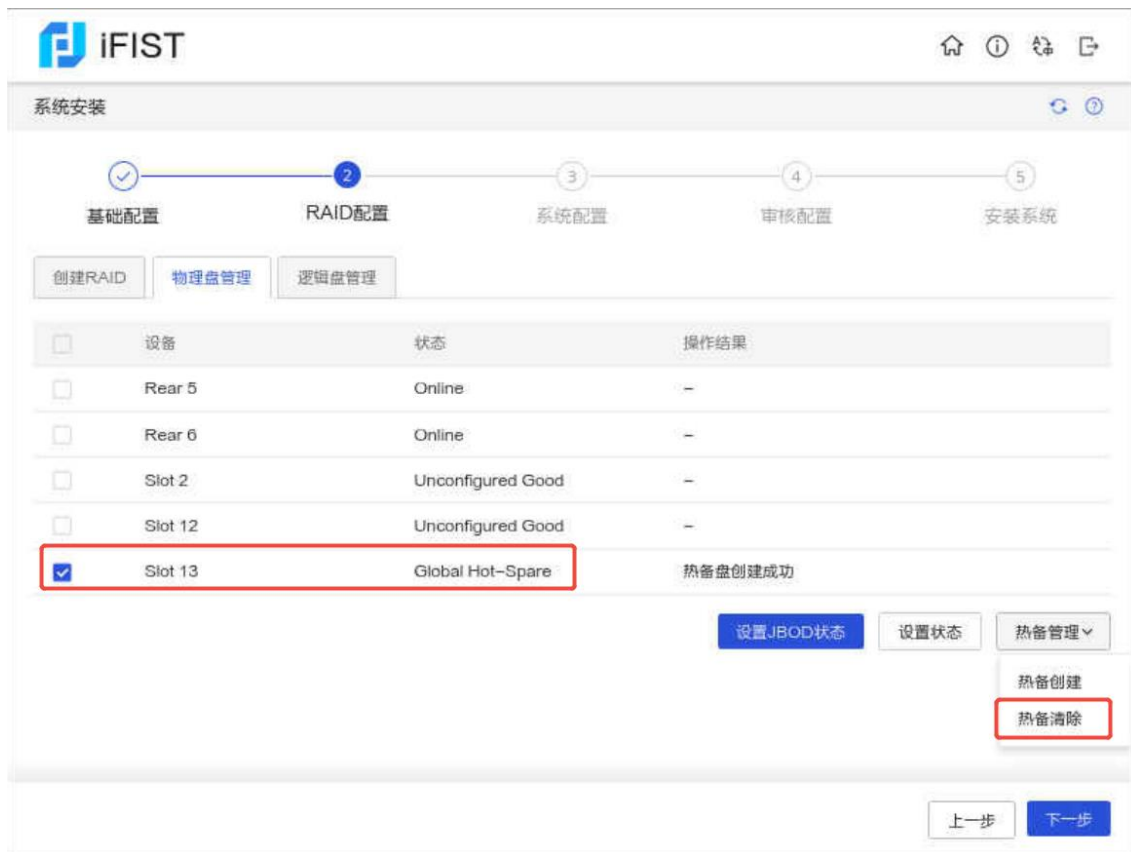 iFIST
系统安装
2 3 4 5
基础配置 RAID配置 系统配置 审核配置 安装系统
创建RAID 物理盘管理 逻辑盘管理
设备 状态 操作结果
Rear 5 Online –
Rear 6 Online –
Slot 2 Unconfigured Good –
Slot 12 Unconfigured Good –
Slot 13 Global Hot–Spare 热备盘创建成功
设置JBOD状态 设置状态 热备管理
热备创建
热备清除
上一步 下一步